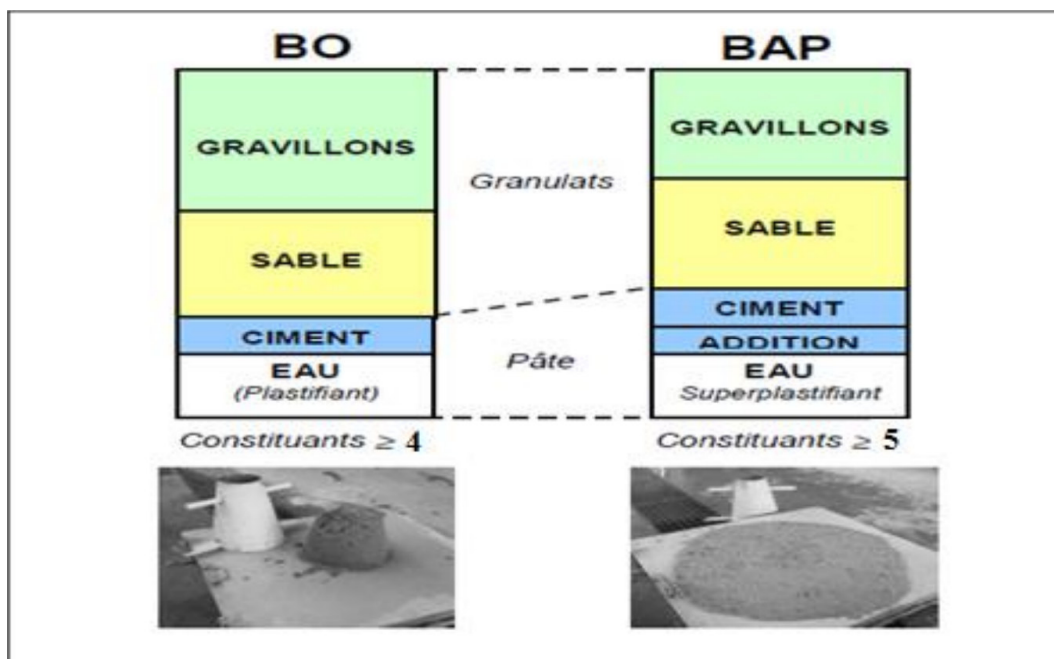 BO
BAP
GRAVILLONS
GRAVILLONS
Granulats
SABLE
SABLE
CIMENT
CIMENT
ADDITION
Pâte
EAU
(Plastifiant)
EAU
Superplastifiant
Constituants ≥ 4
Constituants ≥ 5